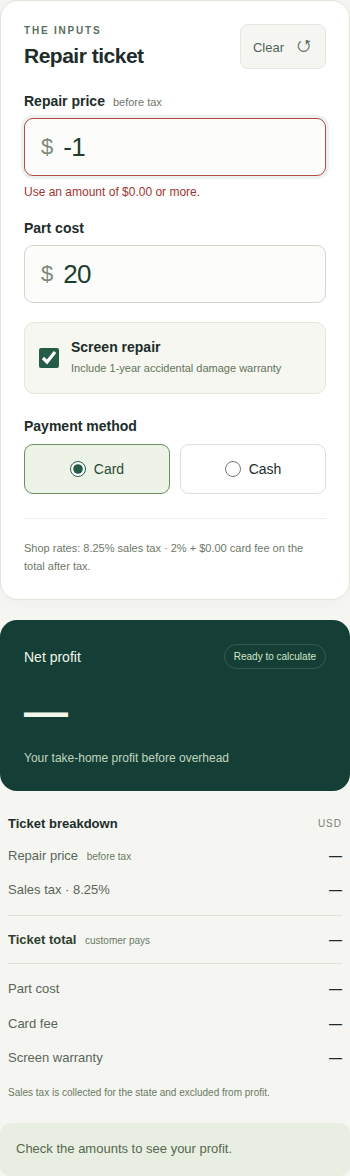 THE INPUTS
Repair ticket
Clear
Repair price before tax
$ -1
Use an amount of $0.00 or more.
Part cost
$ 20
Screen repair
Include 1-year accidental damage warranty
Payment method
Card
Cash
Shop rates: 8.25% sales tax · 2% + $0.00 card fee on the
total after tax.
Net profit
Ready to calculate
—
Your take-home profit before overhead
Ticket breakdown USD
Repair price before tax —
Sales tax · 8.25% —
Ticket total customer pays —
Part cost —
Card fee —
Screen warranty —
Sales tax is collected for the state and excluded from profit.
Check the amounts to see your profit.